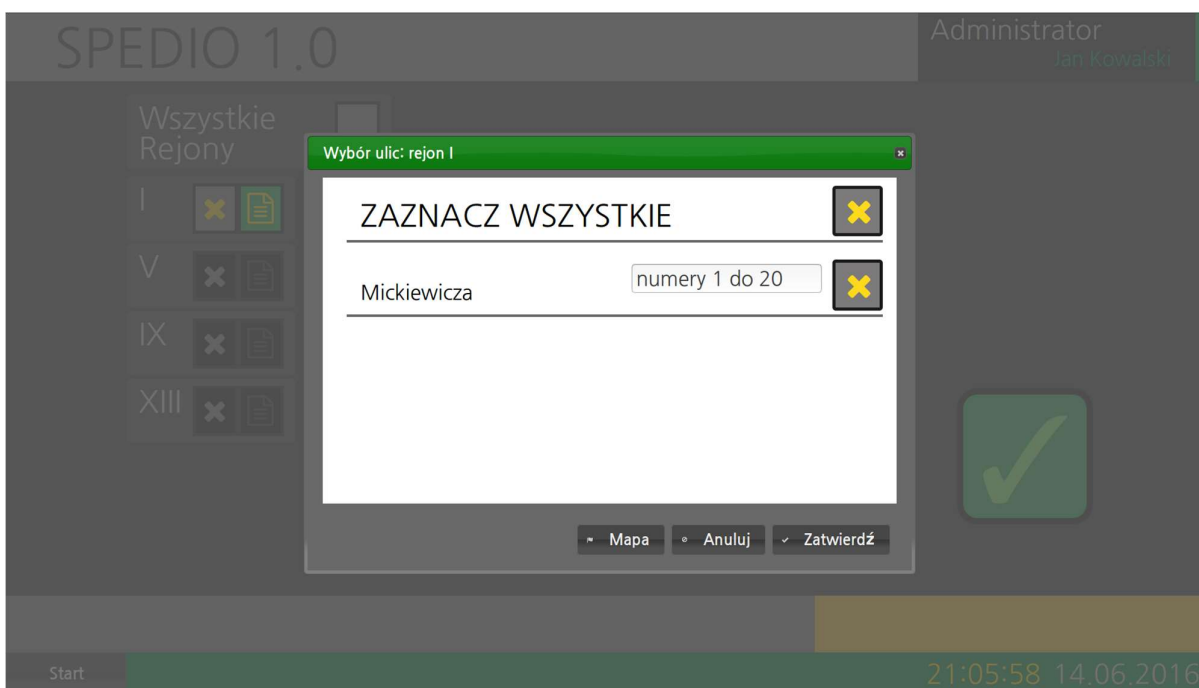 SPEDIO 1.0
Administrator
Jan Kowalski
Wszystkie
Rejony
Wybór ulic: rejon I
I
ZAZNACZ WSZYSTKIE
V
Mickiewicza
numery 1 do 20
IX
XIII
Mapa
Anuluj
Zatwierdź
Start
21:05:58 14.06.2016